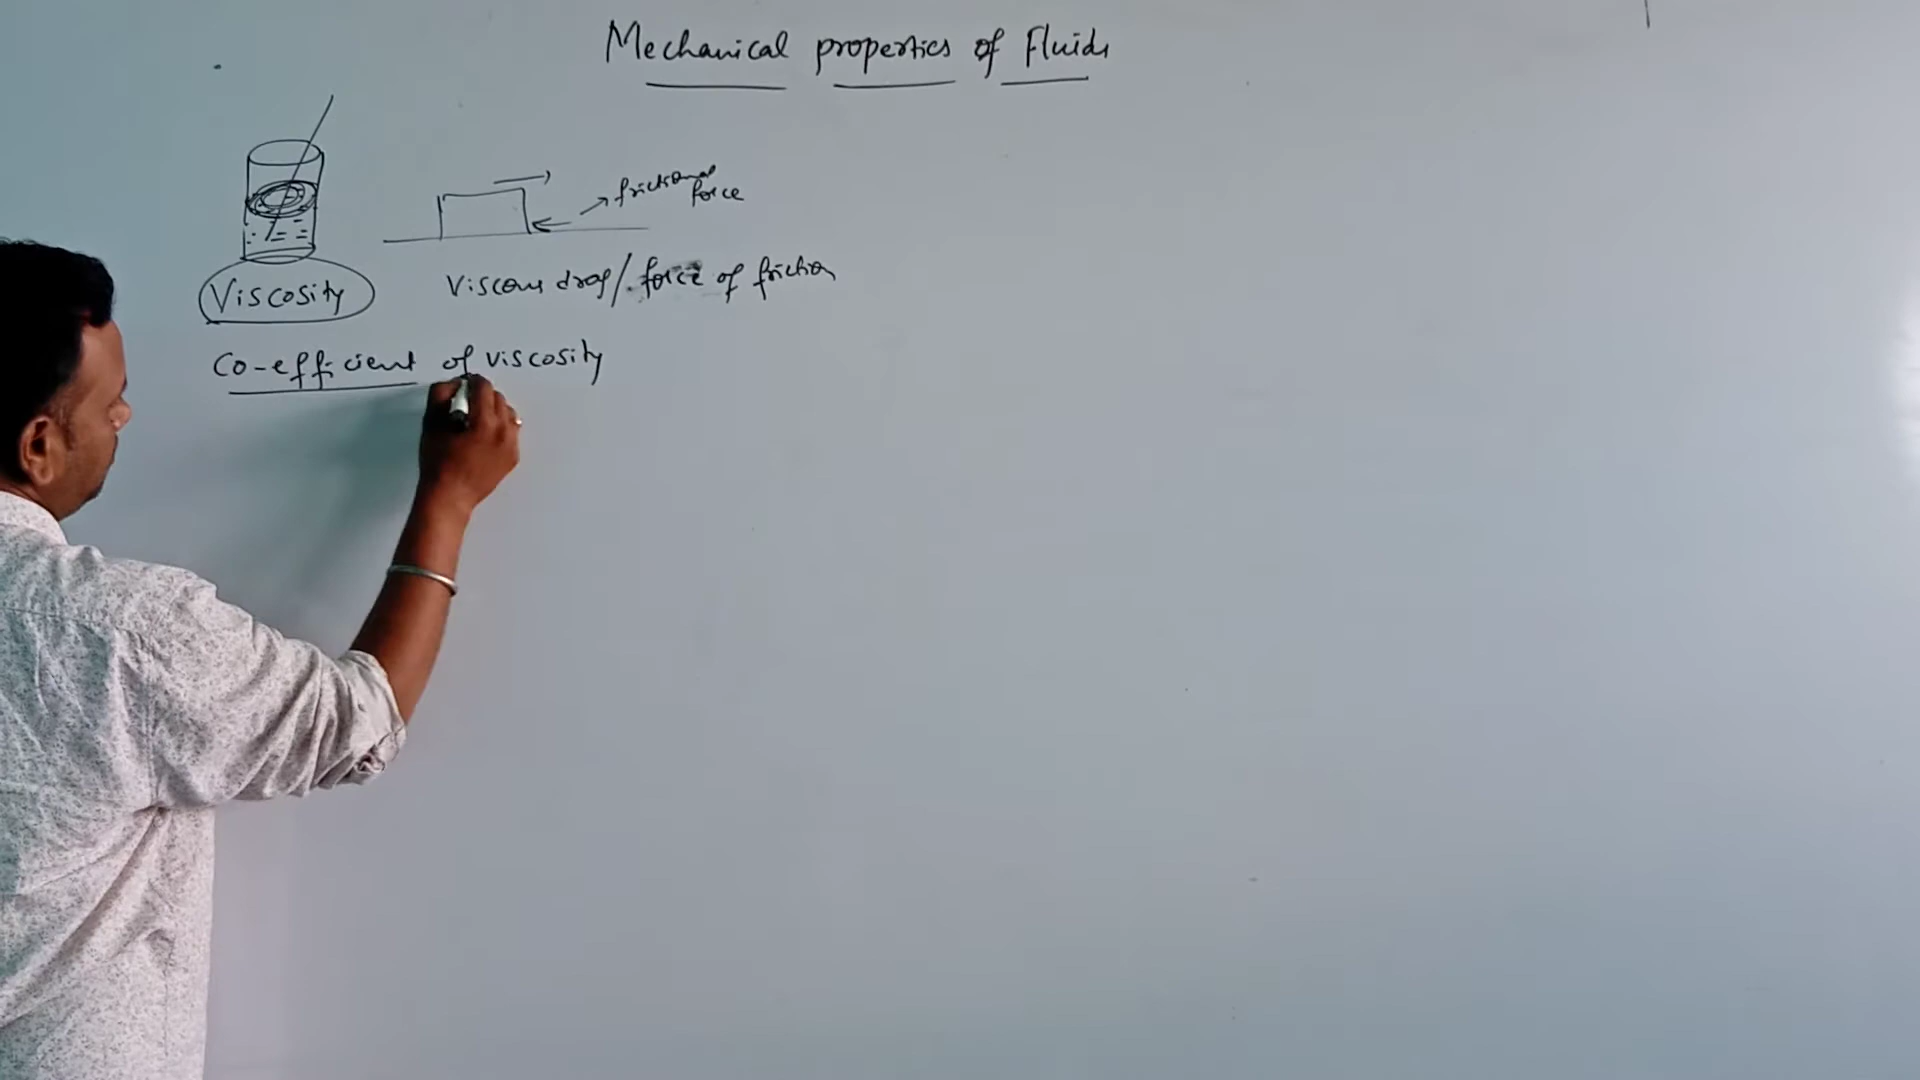 Mechanical properties of Fluids
frictional force
Viscosity
Viscous drag / force of friction
Co-efficient of viscosity